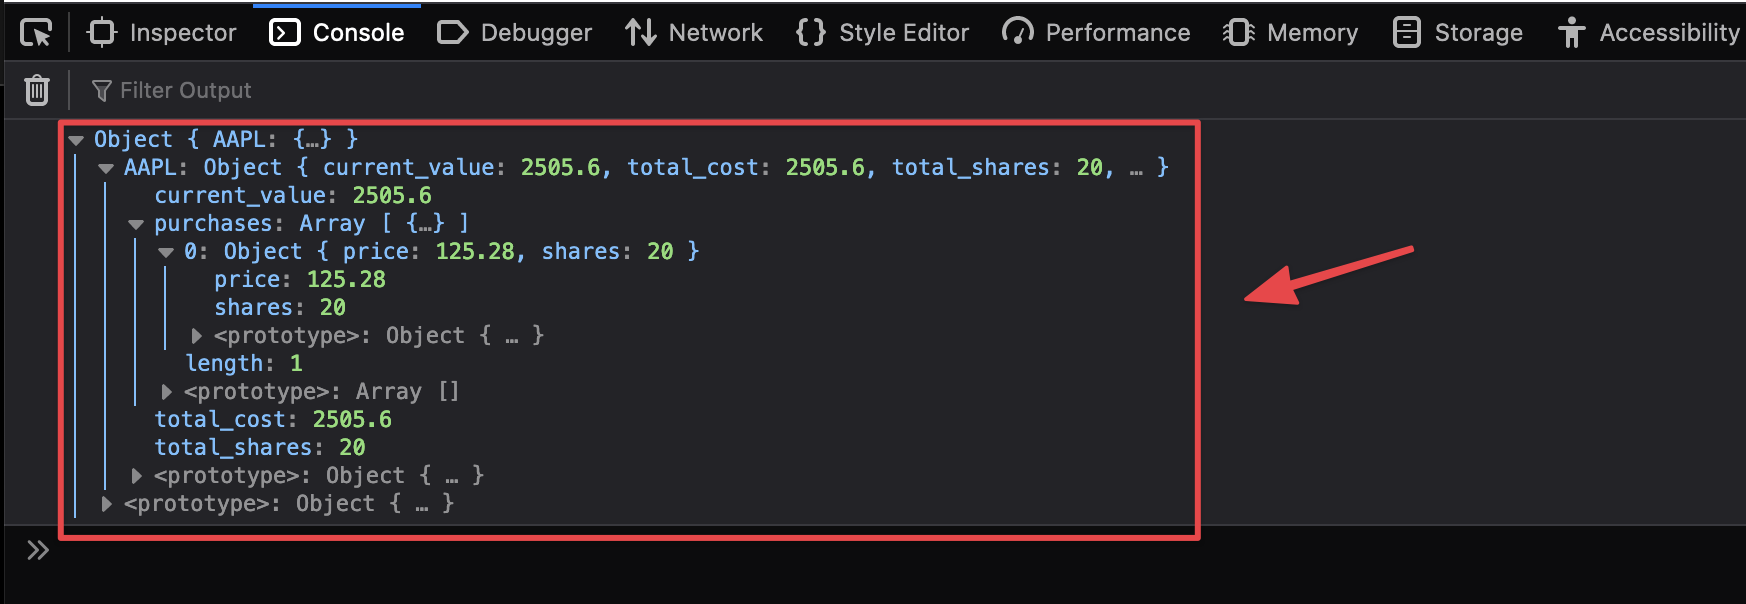 Inspector Console Debugger Network Style Editor Performance Memory Storage Accessibility
Filter Output
Object { AAPL: {…} }
AAPL: Object { current_value: 2505.6, total_cost: 2505.6, total_shares: 20, … }
current_value: 2505.6
purchases: Array [ {…} ]
0: Object { price: 125.28, shares: 20 }
price: 125.28
shares: 20
<prototype>: Object { … }
length: 1
<prototype>: Array []
total_cost: 2505.6
total_shares: 20
<prototype>: Object { … }
<prototype>: Object { … }